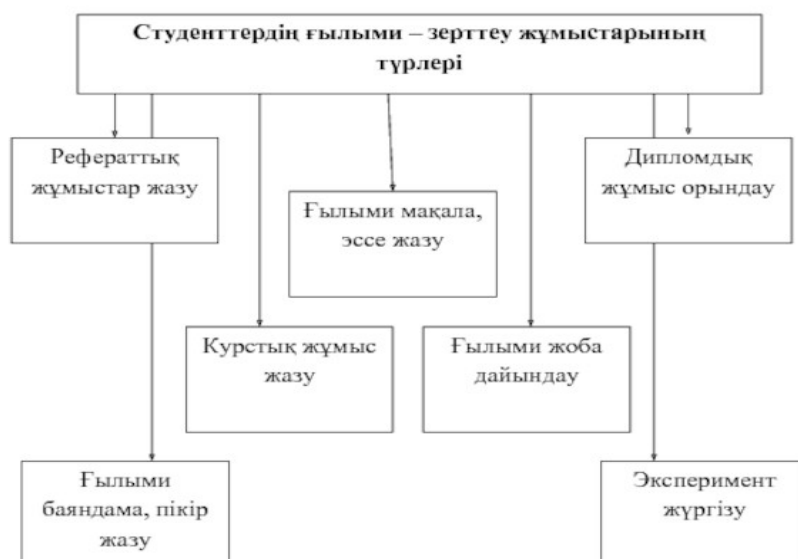 Студенттердің ғылыми – зерттеу жұмыстарының
түрлері
Рефераттық
жұмыстар жазу
Дипломдық
жұмыс орындау
Ғылыми мақала,
эссе жазу
Курстық жұмыс
жазу
Ғылыми жоба
дайындау
Ғылыми
баяндама, пікір
жазу
Эксперимент
жүргізу